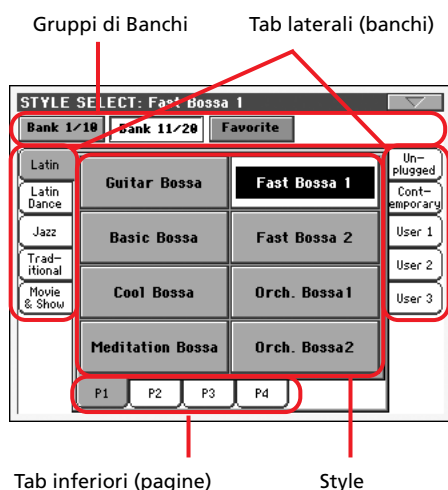 Gruppi di Banchi
Tab laterali (banchi)
STYLE SELECT: Fast Bossa 1
Bank 1/10
Bank 11/20
Favorite
Latin
Latin
Dance
Jazz
Trad-
itional
Movie
& Show
Guitar Bossa
Fast Bossa 1
Basic Bossa
Fast Bossa 2
Cool Bossa
Orch. Bossa1
Meditation Bossa
Orch. Bossa2
Un-
plugged
Cont-
emporary
User 1
User 2
User 3
P1
P2
P3
P4
Tab inferiori (pagine)
Style